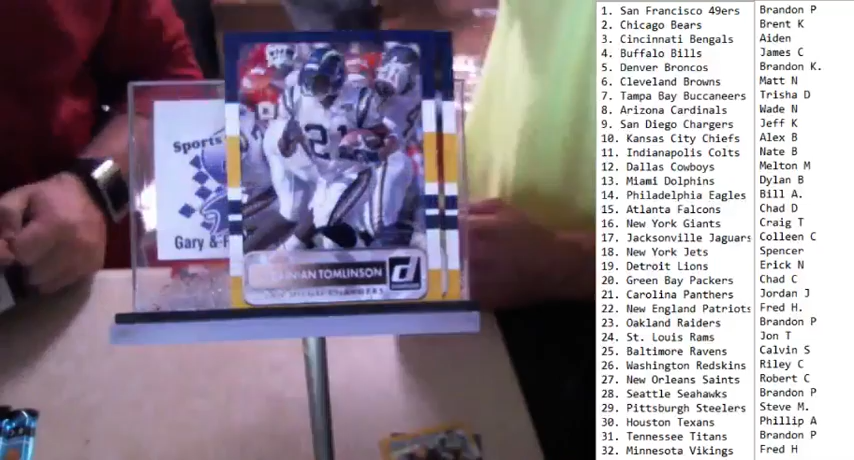 Sports
Gary &
21
TOMLINSON
1. San Francisco 49ers Brandon P
2. Chicago Bears Brent K
3. Cincinnati Bengals Aiden
4. Buffalo Bills James C
5. Denver Broncos Brandon K.
6. Cleveland Browns Matt N
7. Tampa Bay Buccaneers Trisha D
8. Arizona Cardinals Wade N
9. San Diego Chargers Jeff K
10. Kansas City Chiefs Alex B
11. Indianapolis Colts Nate B
12. Dallas Cowboys Melton M
13. Miami Dolphins Dylan B
14. Philadelphia Eagles Bill A.
15. Atlanta Falcons Chad D
16. New York Giants Craig T
17. Jacksonville Jaguars Colleen C
18. New York Jets Spencer
19. Detroit Lions Erick N
20. Green Bay Packers Chad C
21. Carolina Panthers Jordan J
22. New England Patriots Fred H.
23. Oakland Raiders Brandon P
24. St. Louis Rams Jon T
25. Baltimore Ravens Calvin S
26. Washington Redskins Riley C
27. New Orleans Saints Robert C
28. Seattle Seahawks Brandon P
29. Pittsburgh Steelers Steve M.
30. Houston Texans Phillip A
31. Tennessee Titans Brandon P
32. Minnesota Vikings Fred H